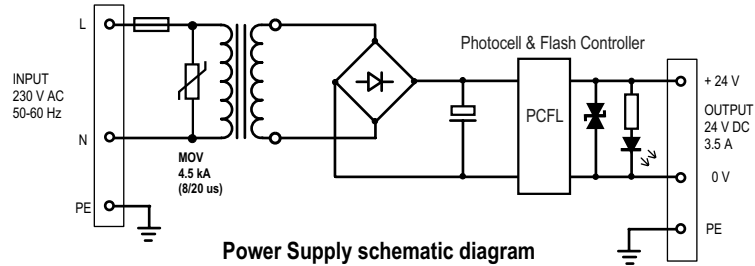 L
Photocell & Flash Controller
INPUT
230 V AC
50-60 Hz
+ 24 V
OUTPUT
24 V DC
3.5 A
PCFL
N
MOV
4.5 kA
(8/20 us)
0 V
PE
PE
Power Supply schematic diagram